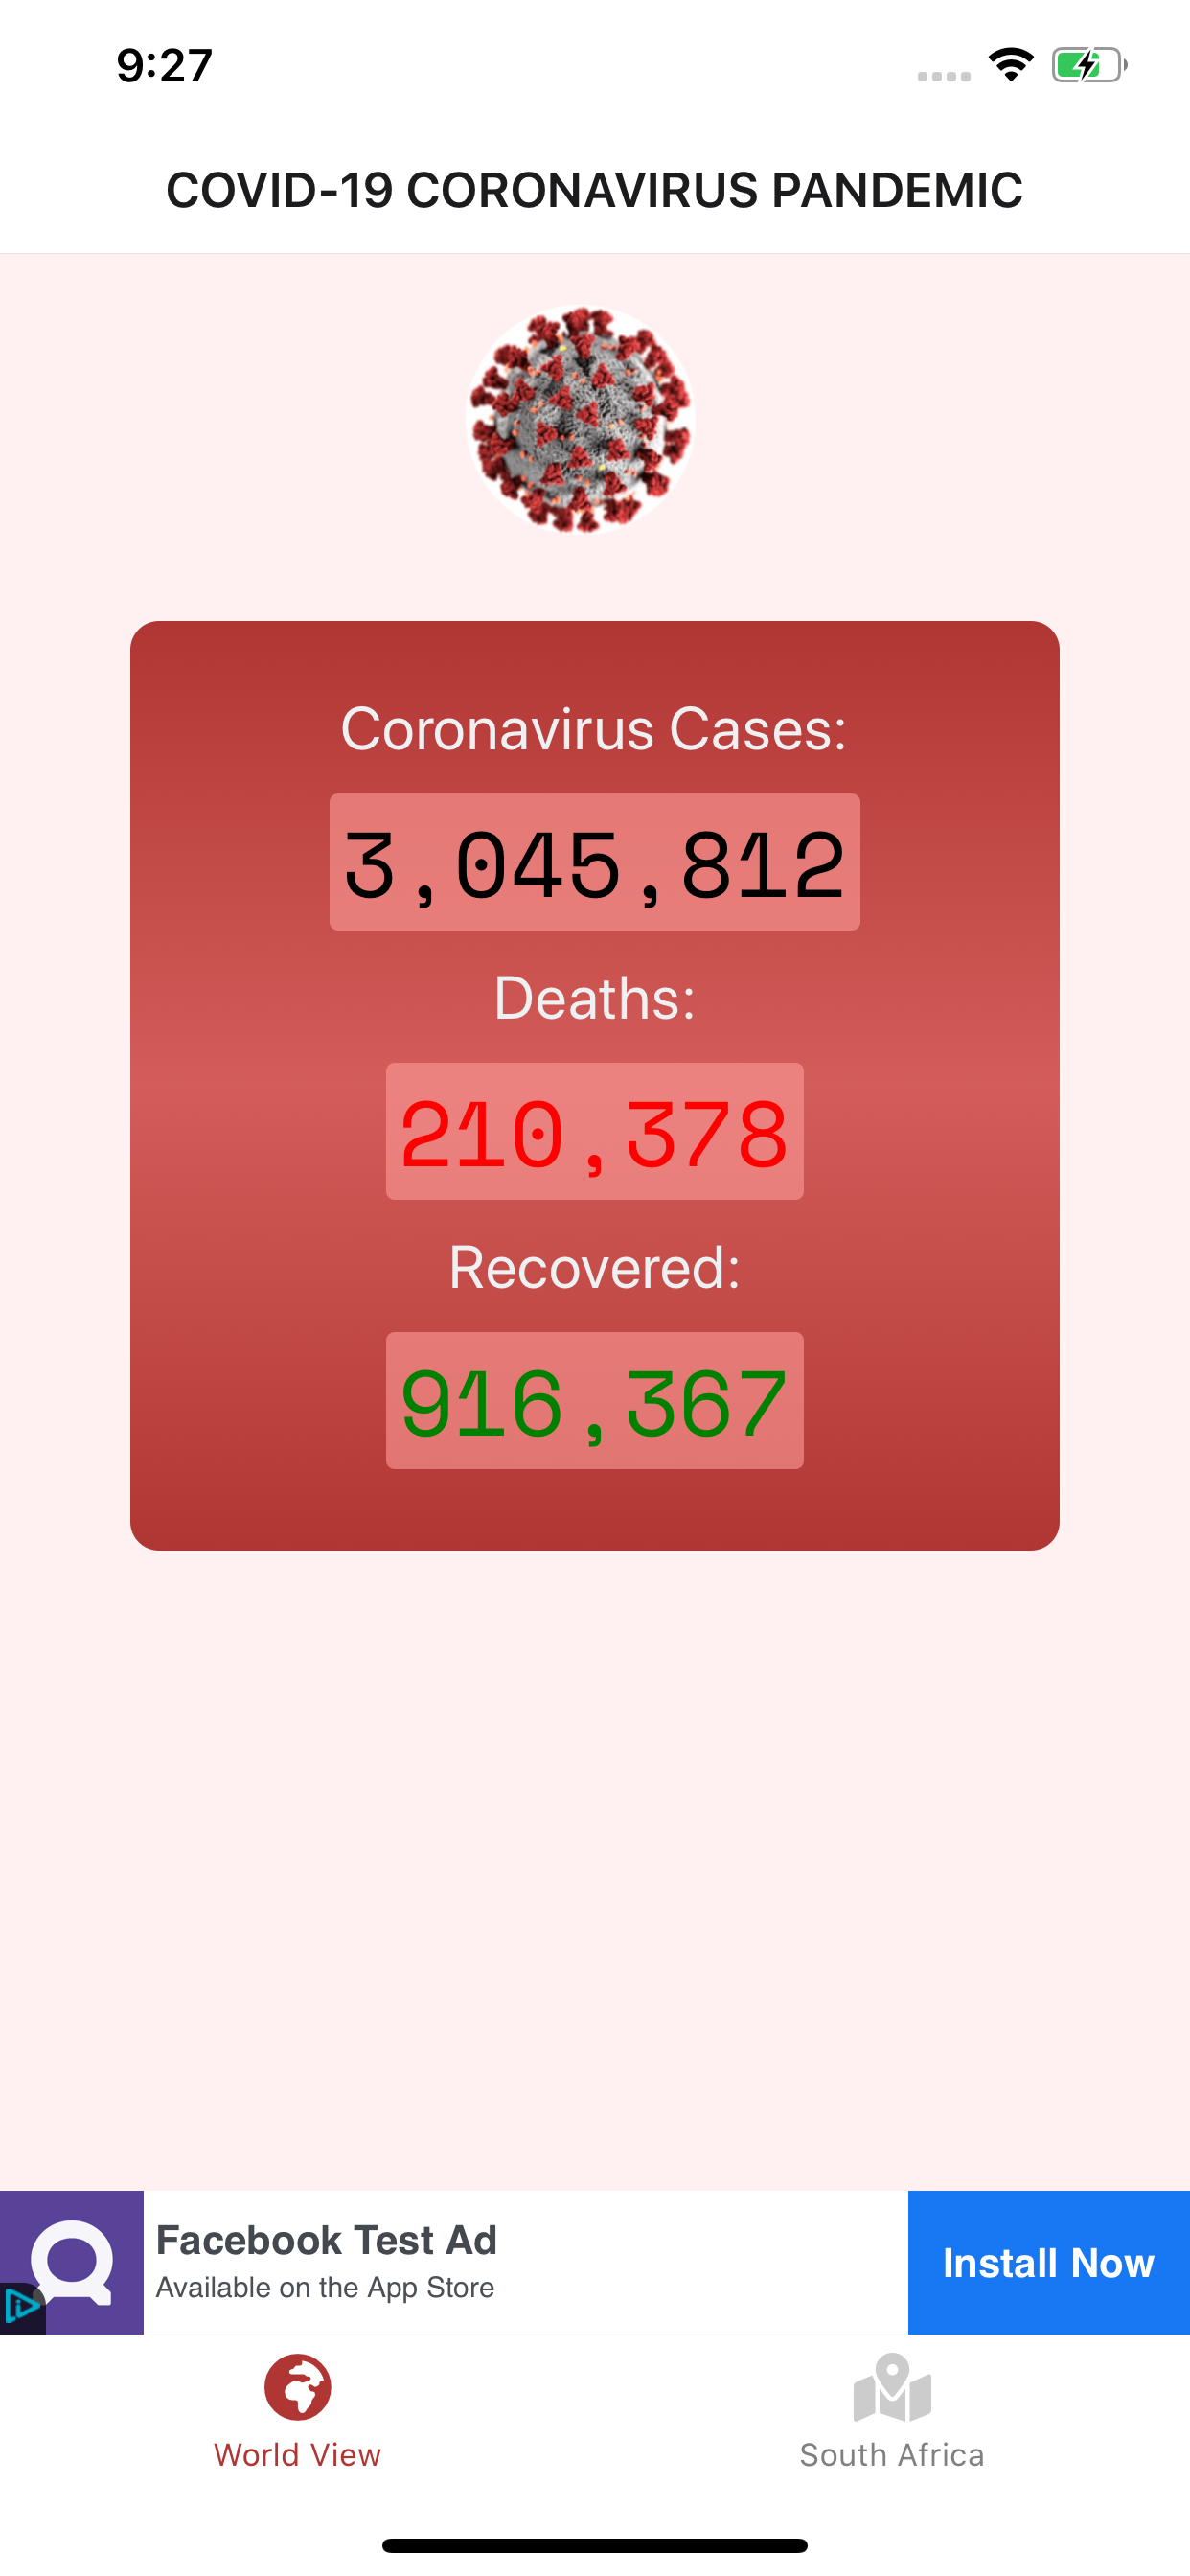 9:27
COVID-19 CORONAVIRUS PANDEMIC
Coronavirus Cases:
3,045,812
Deaths:
210,378
Recovered:
916,367
Facebook Test Ad
Available on the App Store
Install Now
World View
South Africa